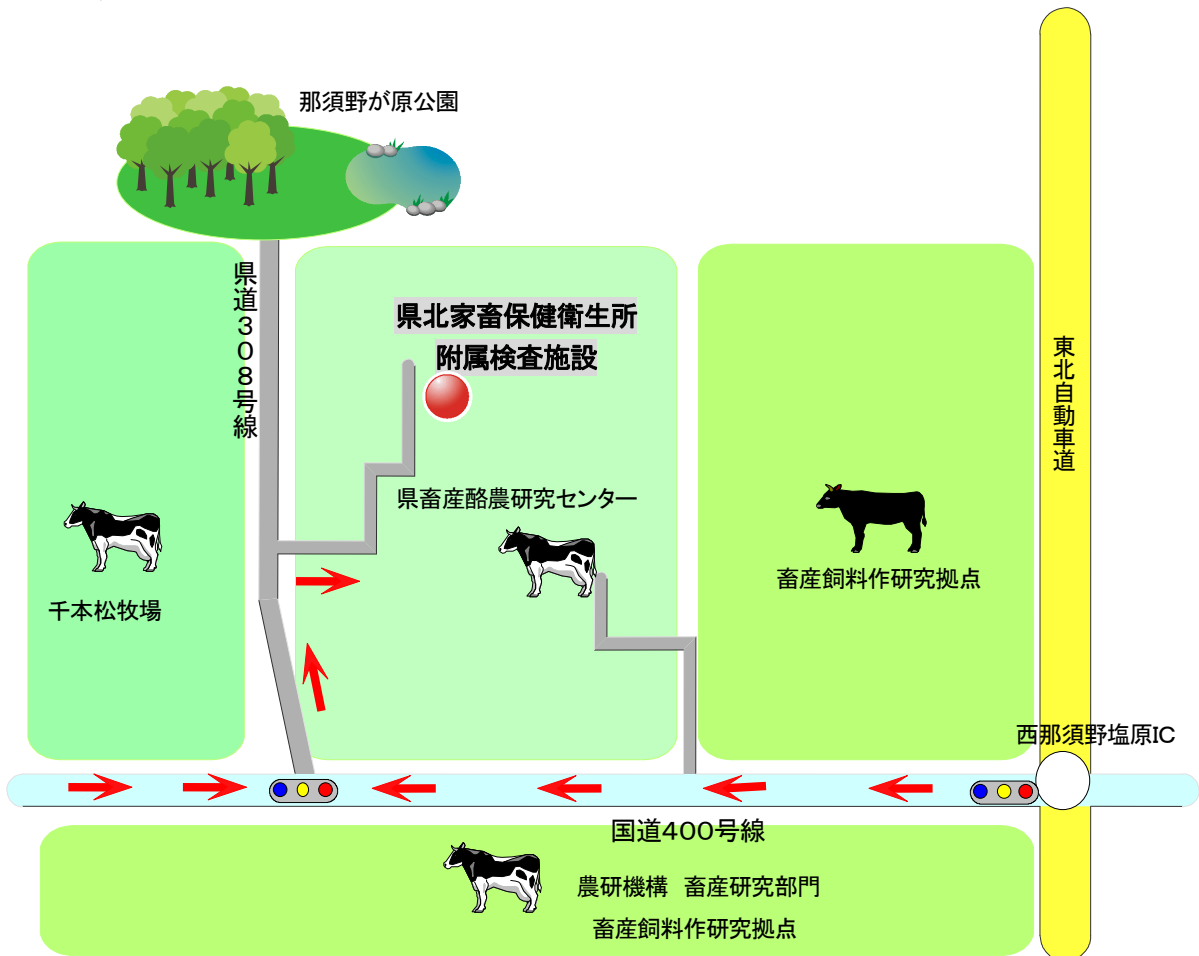 那須野が原公園
県道308号線
県北家畜保健衛生所
附属検査施設
東北自動車道
県畜産酪農研究センター
畜産飼料作研究拠点
千本松牧場
西那須野塩原IC
国道400号線
農研機構 畜産研究部門
畜産飼料作研究拠点